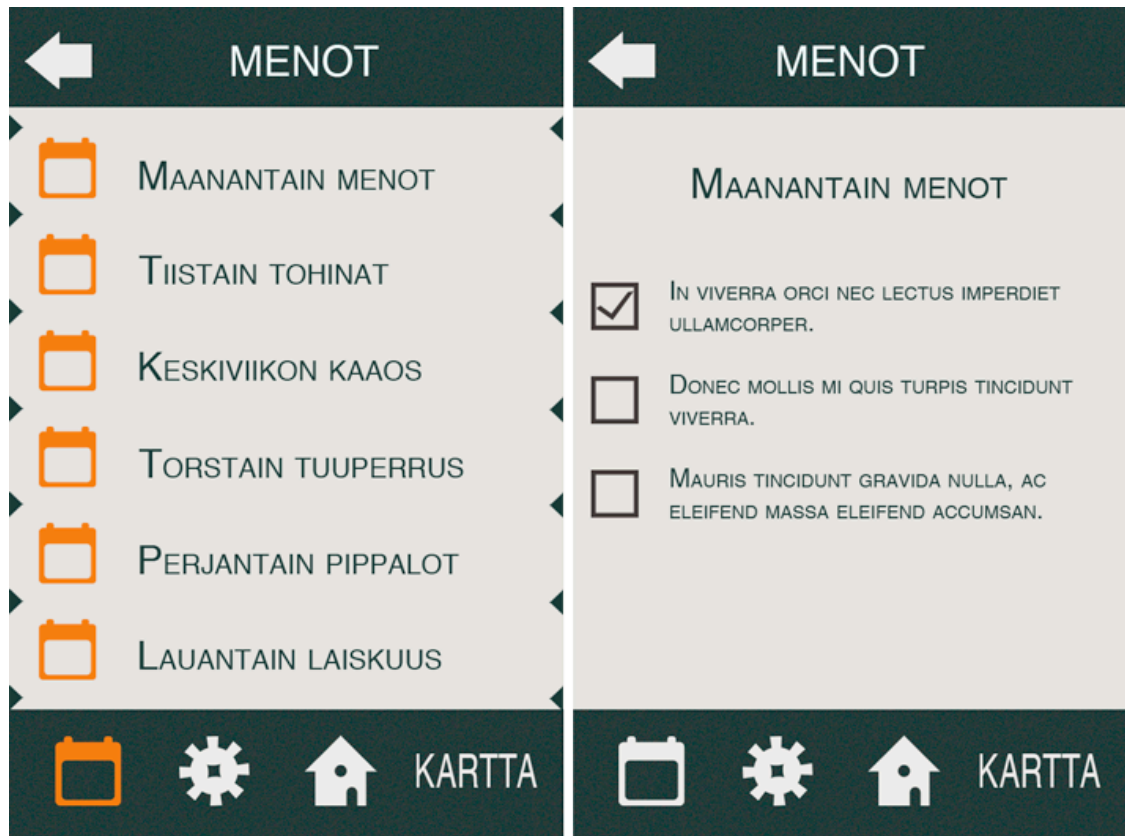 MENOT
Maanantain menot
Tiistain tohinat
Keskiviikon kaaos
Torstain tuuperrus
Perjantain pippalot
Lauantain laiskuus
KARTTA
MENOT
Maanantain menot
In viverra orci nec lectus imperdiet
ullamcorper.
Donec mollis mi quis turpis tincidunt
viverra.
Mauris tincidunt gravida nulla, ac
eleifend massa eleifend accumsan.
KARTTA